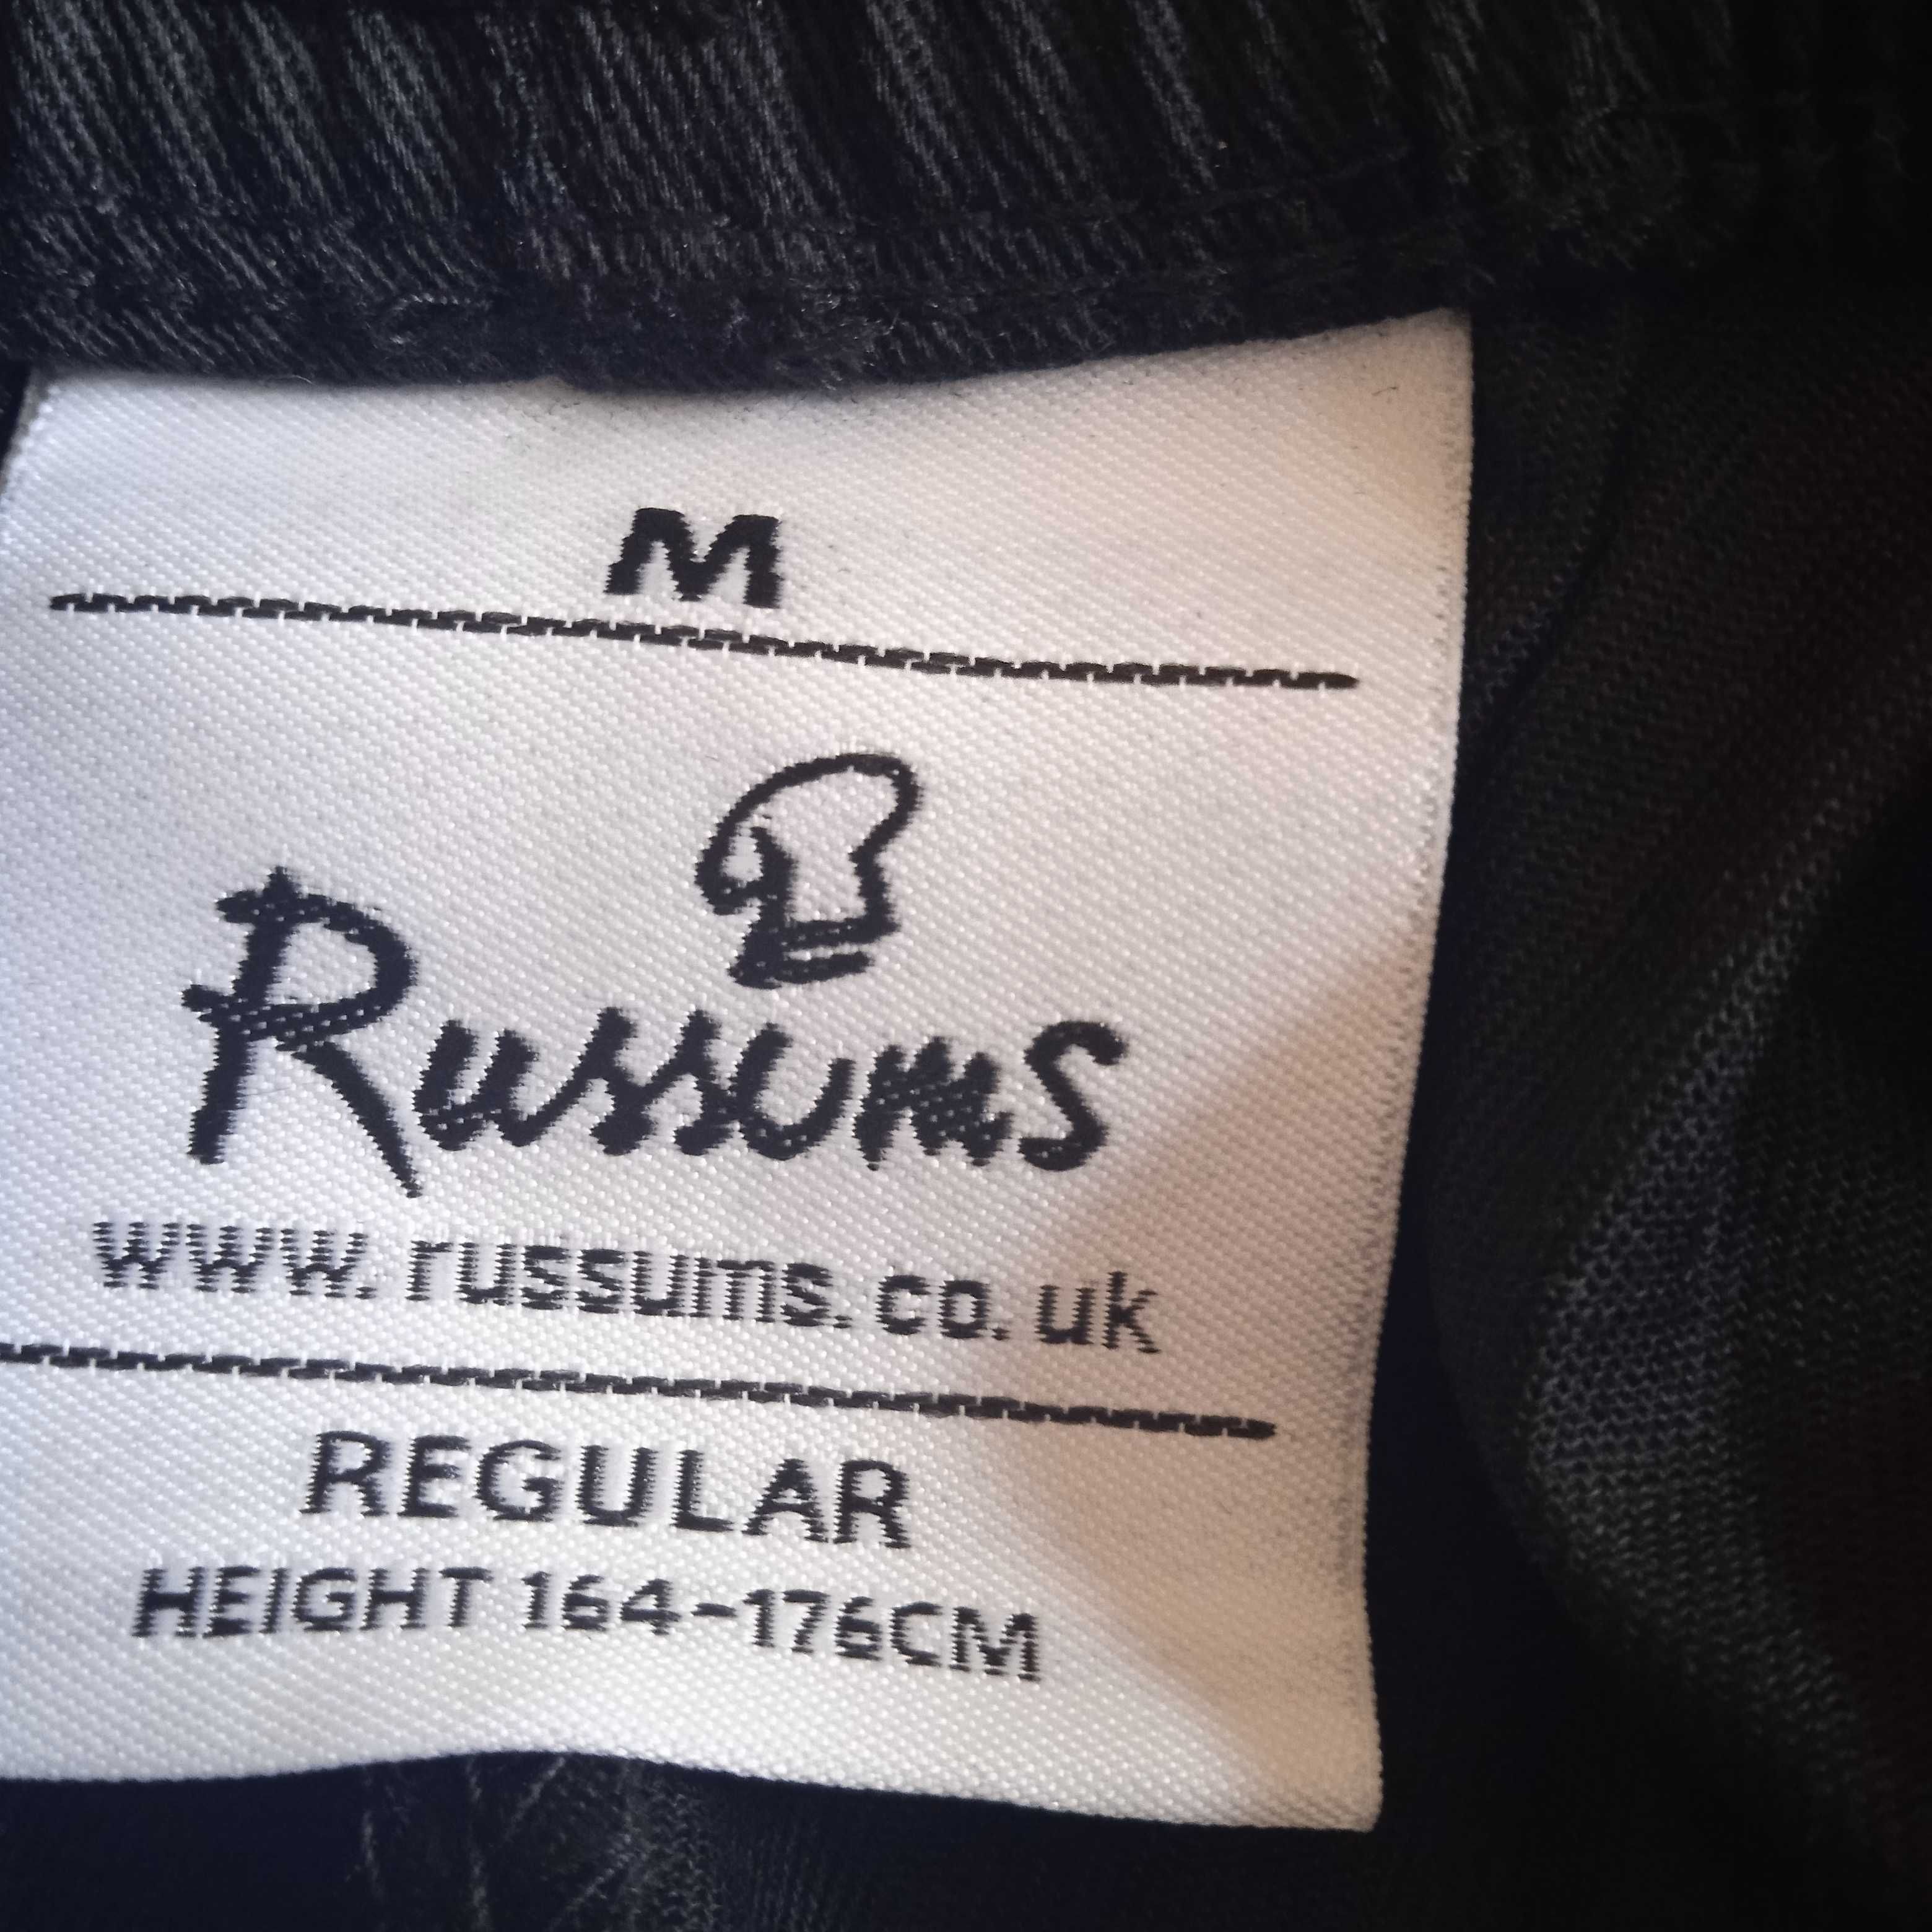 M
Russums
www.russums.co.uk
REGULAR
HEIGHT 164-176CM